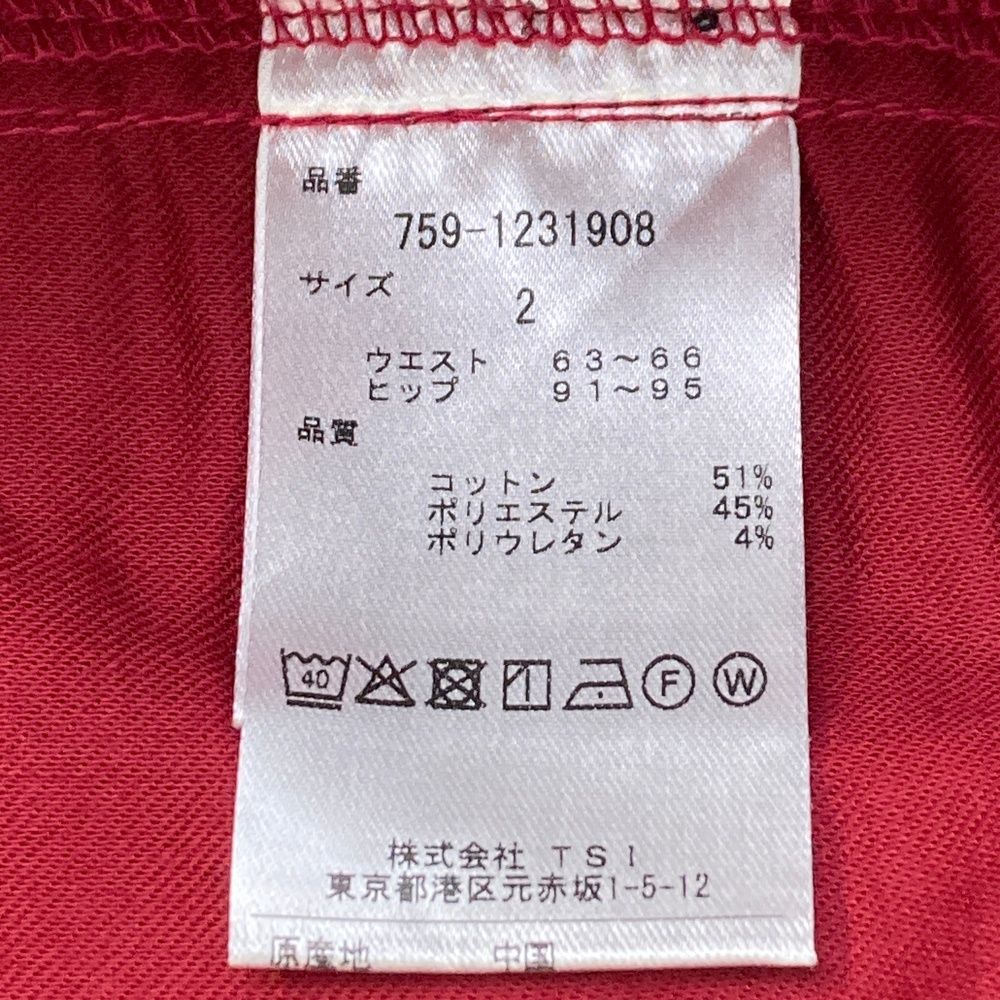 品番
759-1231908
サイズ
2
ウエスト 63～66
ヒップ 91～95
品質
コットン 51%
ポリエステル 45%
ポリウレタン 4%
40 F W
株式会社 TSI
東京都港区元赤坂1-5-12
原産地 中国